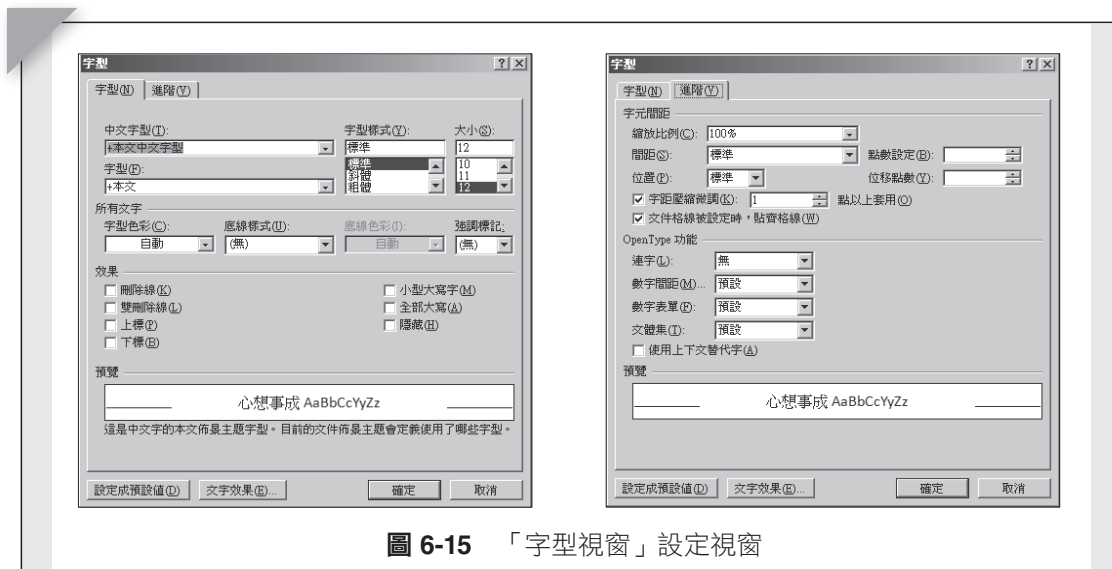 字型
字型(N) 進階(Y)
中文字型(T): 字型樣式(Y): 大小(S):
+本文中文字型 標準 12
字型(F): 標準 10
+本文 斜體 11
粗體 12
所有文字
字型色彩(C): 底線樣式(U): 底線色彩(I): 強調標記:
自動 (無) 自動 (無)
效果
刪除線(K) 小型大寫字(M)
雙刪除線(L) 全部大寫(A)
上標(P) 隱藏(H)
下標(B)
預覽
心想事成 AaBbCcYyZz
這是中文字的本文佈景主題字型。目前的文件佈景主題會定義使用了哪些字型。
設定成預設值(D) 文字效果(E)... 確定 取消
字型
字型(N) 進階(Y)
字元間距
縮放比例(C): 100%
間距(S): 標準 點數設定(B):
位置(P): 標準 位移點數(Y):
字距壓縮微調(K): 1 點以上套用(O)
文件格線被設定時,貼齊格線(W)
OpenType 功能
連字(L): 無
數字間距(M)... 預設
數字表單(F): 預設
文體集(T): 預設
使用上下文替代字(A)
預覽
心想事成 AaBbCcYyZz
設定成預設值(D) 文字效果(E)... 確定 取消
圖 6-15 「字型視窗」設定視窗